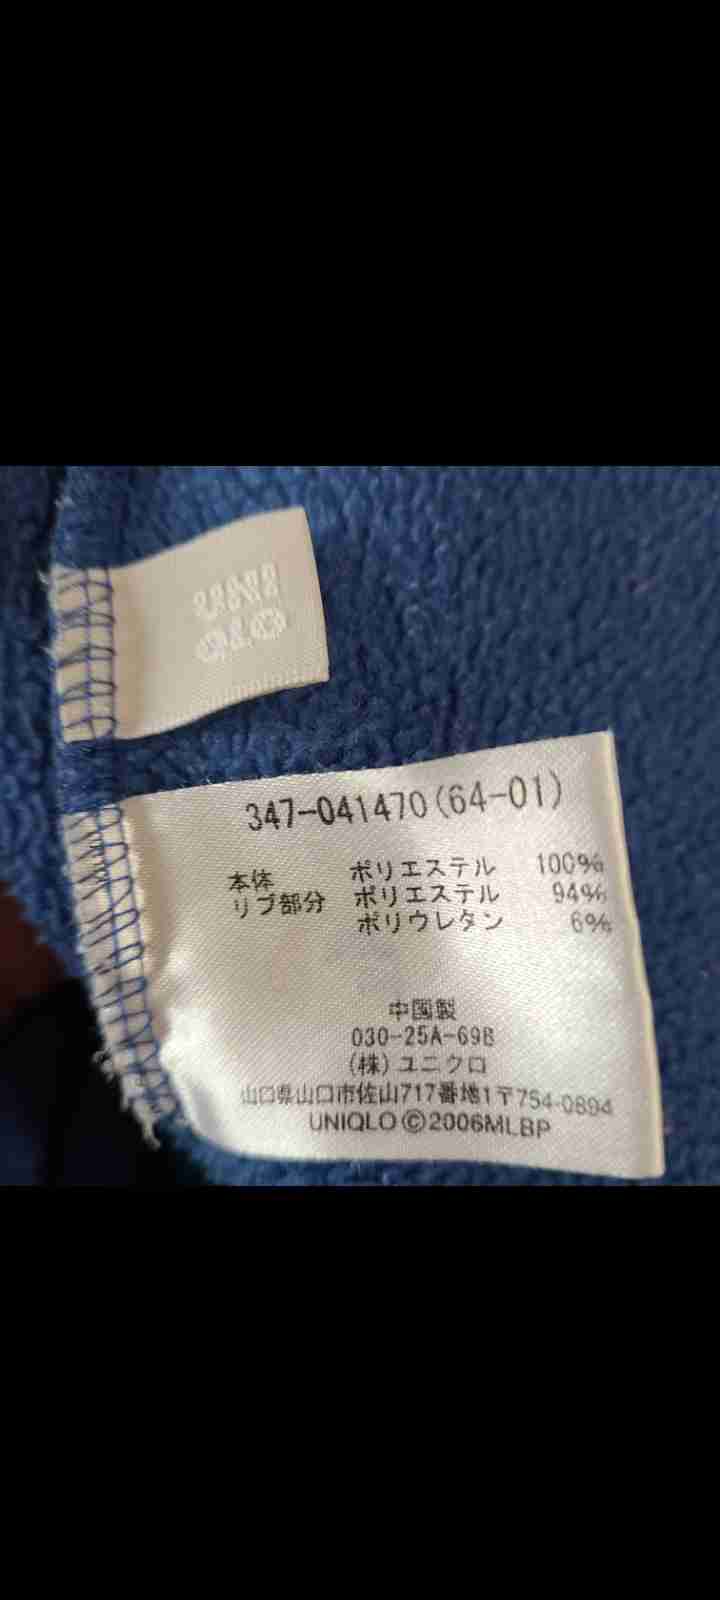 UNI
QLO
347-041470(64-01)
本体 ポリエステル 100%
リブ部分 ポリエステル 94%
ポリウレタン 6%
中国製
030-25A-69B
(株)ユニクロ
山口県山口市佐山717番地1〒754-0894
UNIQLO©2006MLBP